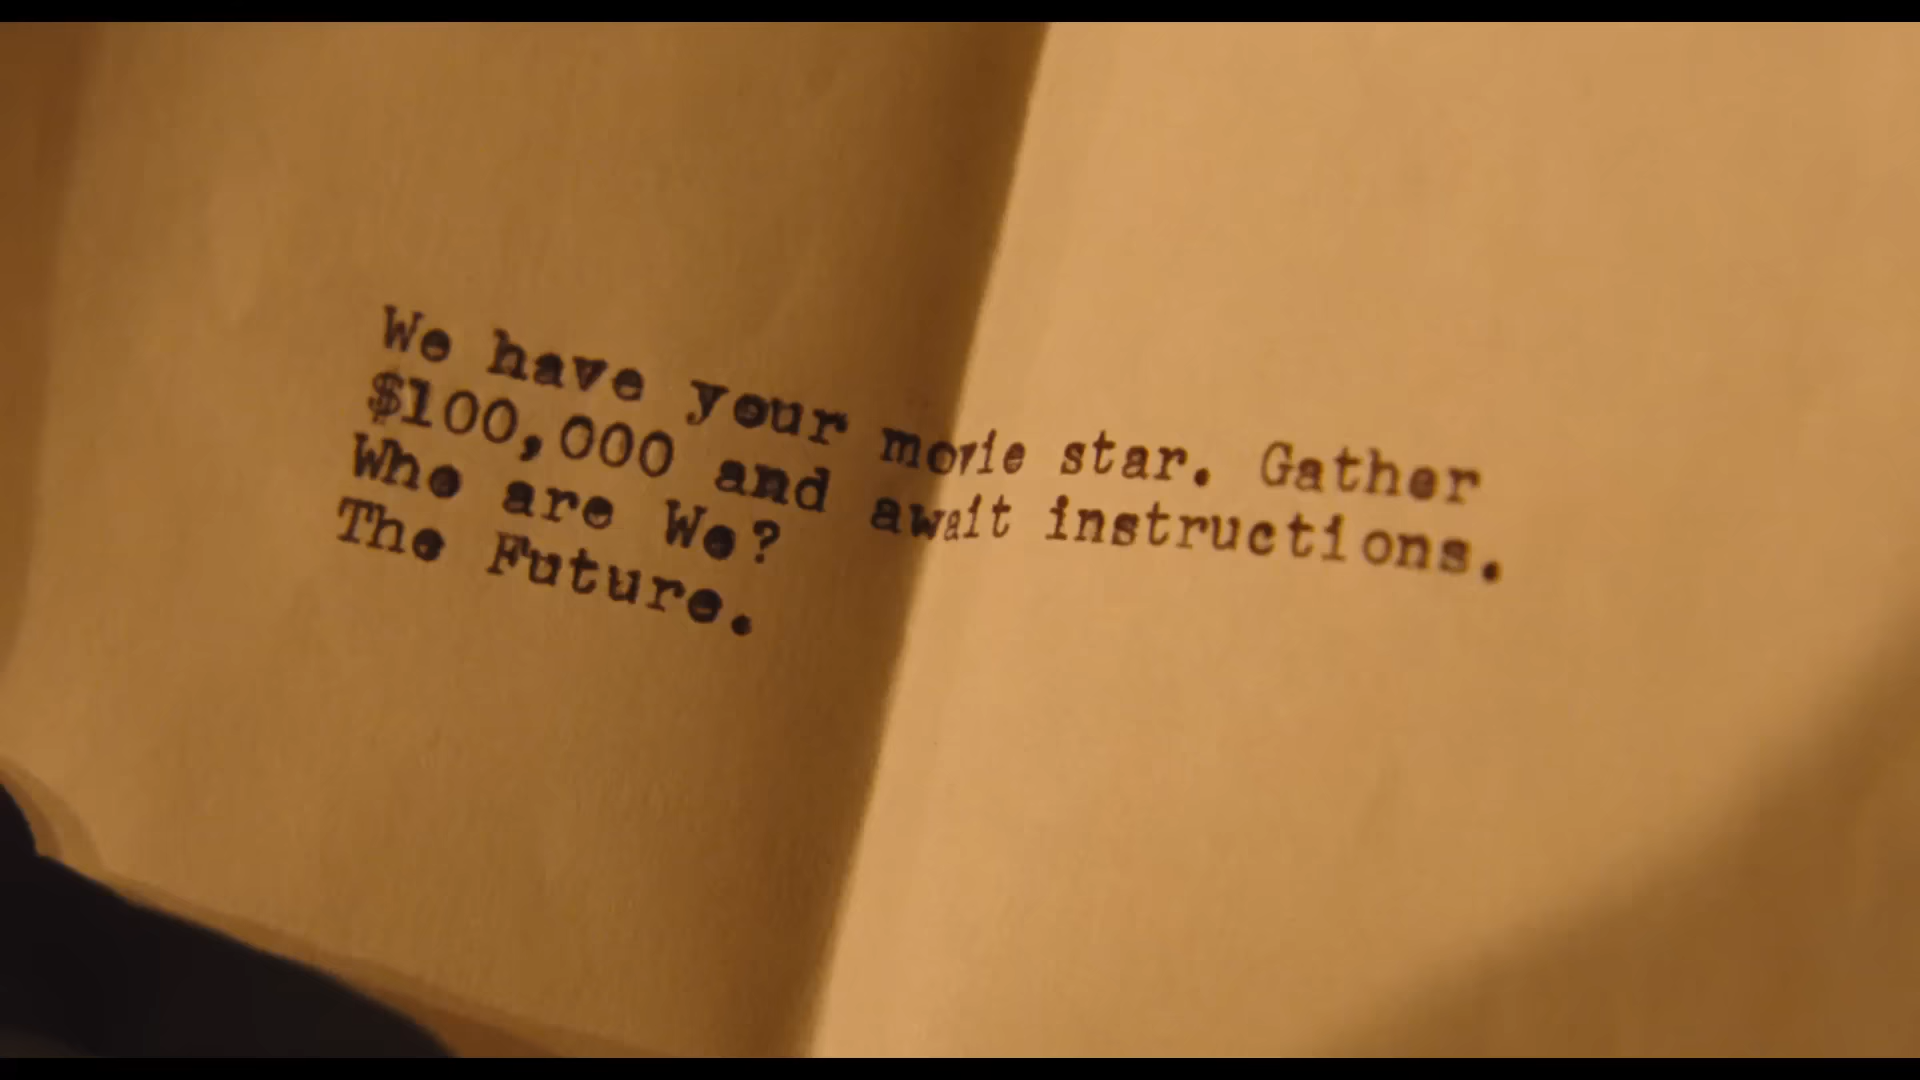 We have your movie star. Gather
$100,000 and await instructions.
Who are We?
The Future.